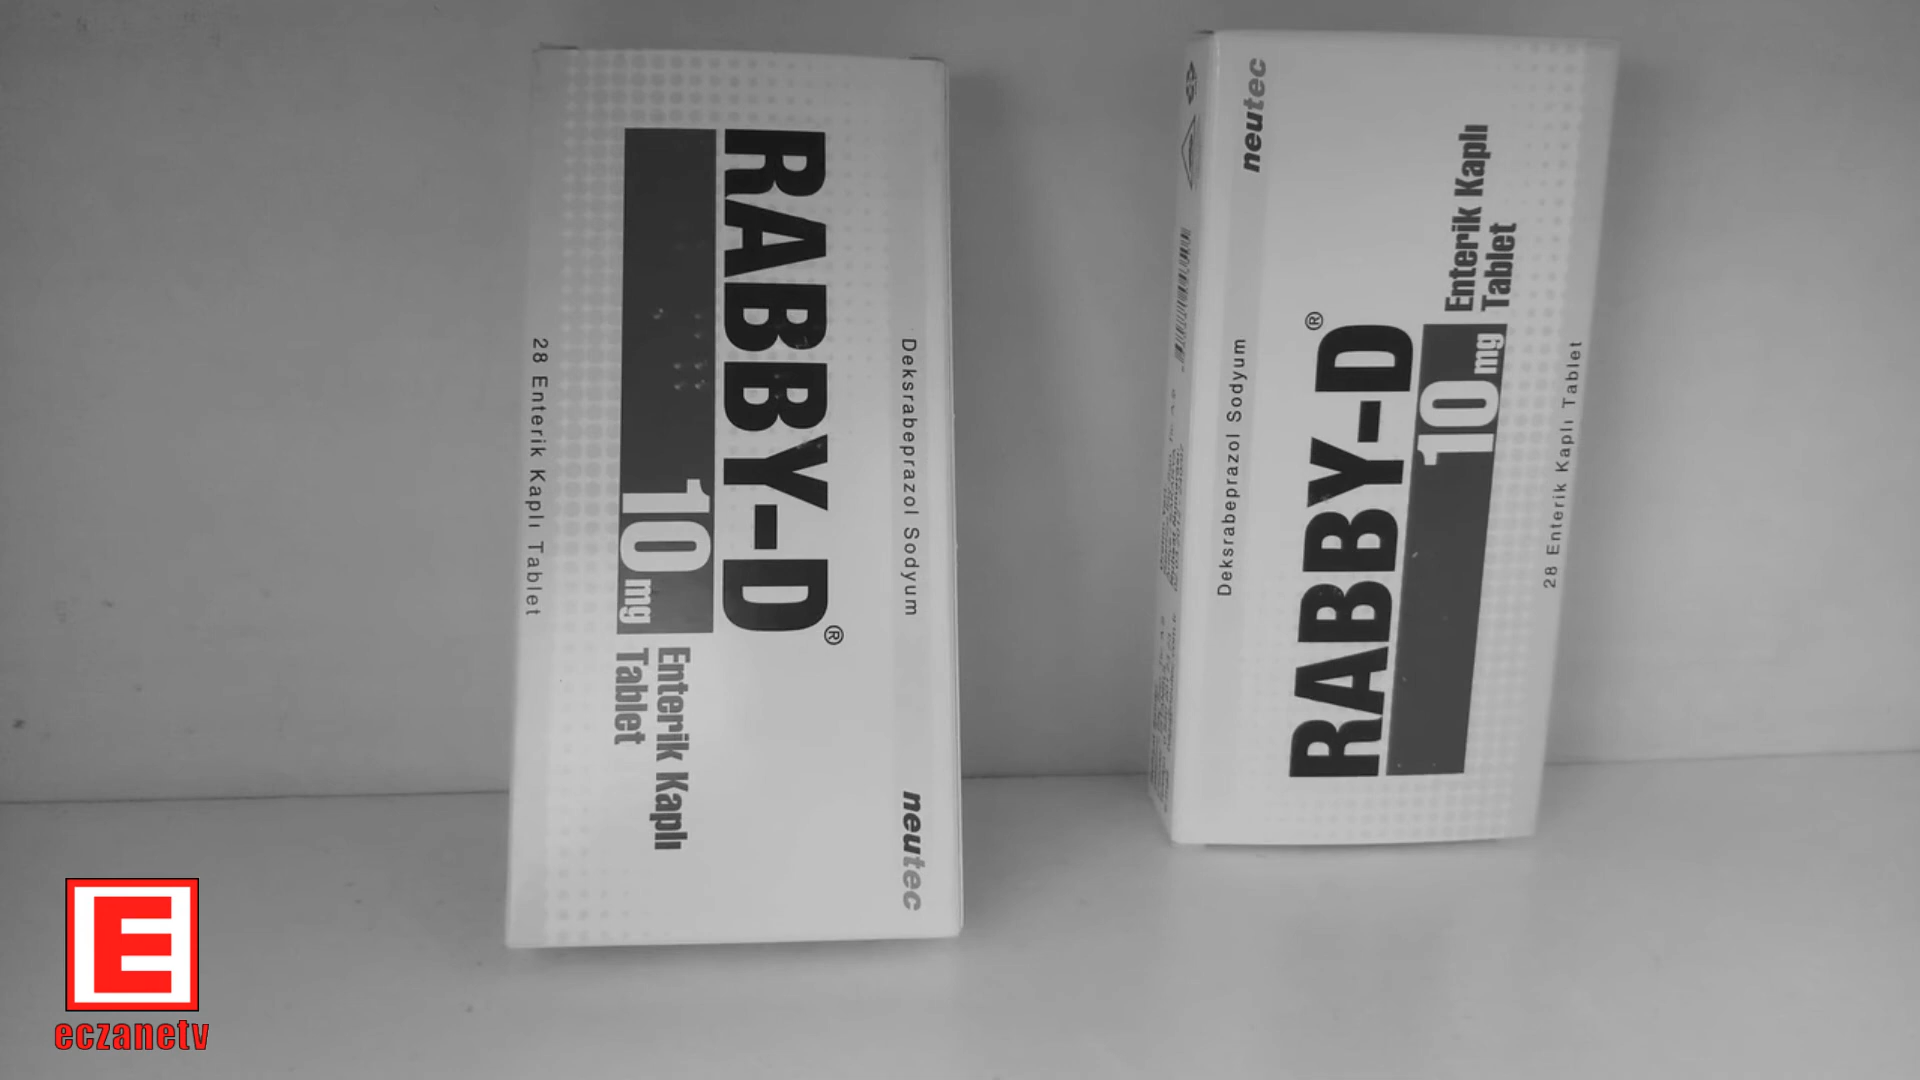 Deksrabeprazol Sodyum
RABBY-D®
10 mg Enterik Kaplı
Tablet
28 Enterik Kaplı Tablet
neutec
neutec
Deksrabeprazol Sodyum
RABBY-D®
10 mg Enterik Kaplı
Tablet
28 Enterik Kaplı Tablet
E
eczanetv